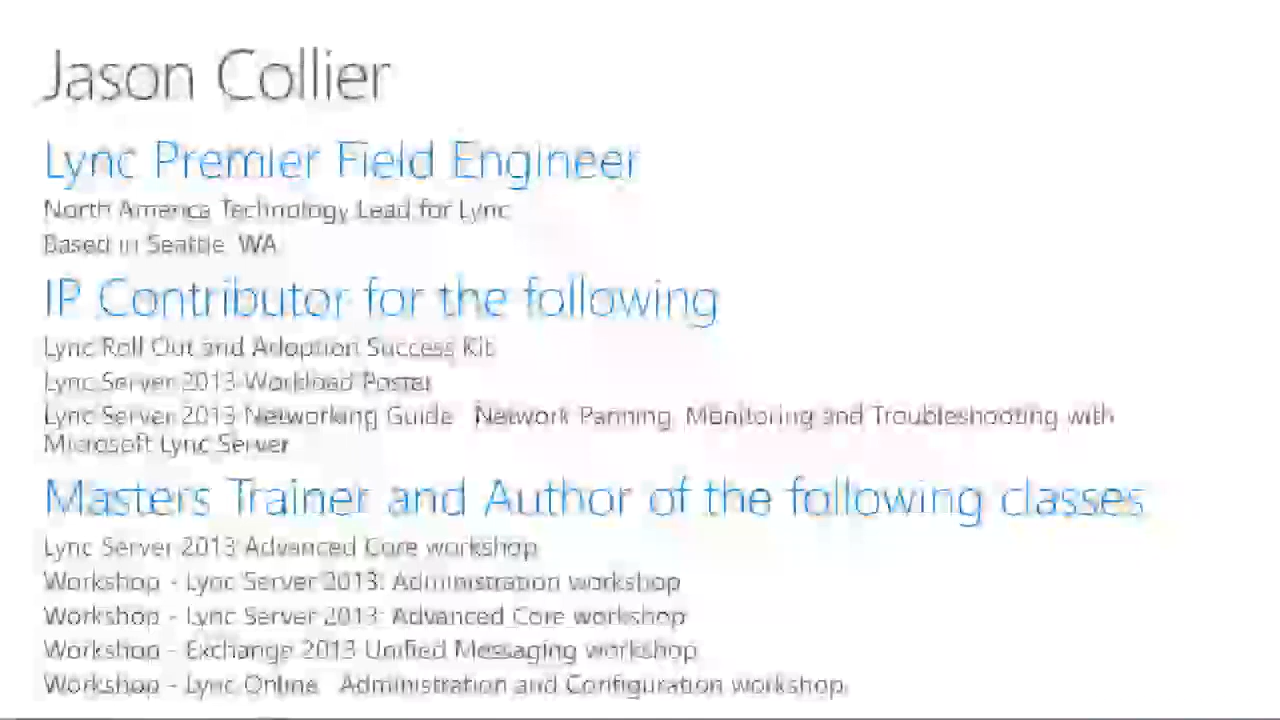 Jason Collier
Lync Premier Field Engineer
North America Technology Lead for Lync
Based in Seattle, WA
IP Contributor for the following
Lync Roll Out and Adoption Success Kit
Lync Server 2013 Workload Poster
Lync Server 2013 Networking Guide  Network Panning, Monitoring and Troubleshooting with
Microsoft Lync Server
Masters Trainer and Author of the following classes
Lync Server 2013 Advanced Core workshop
Workshop - Lync Server 2013: Administration workshop
Workshop - Lync Server 2013: Advanced Core workshop
Workshop - Exchange 2013 Unified Messaging workshop
Workshop - Lync Online  Administration and Configuration workshop